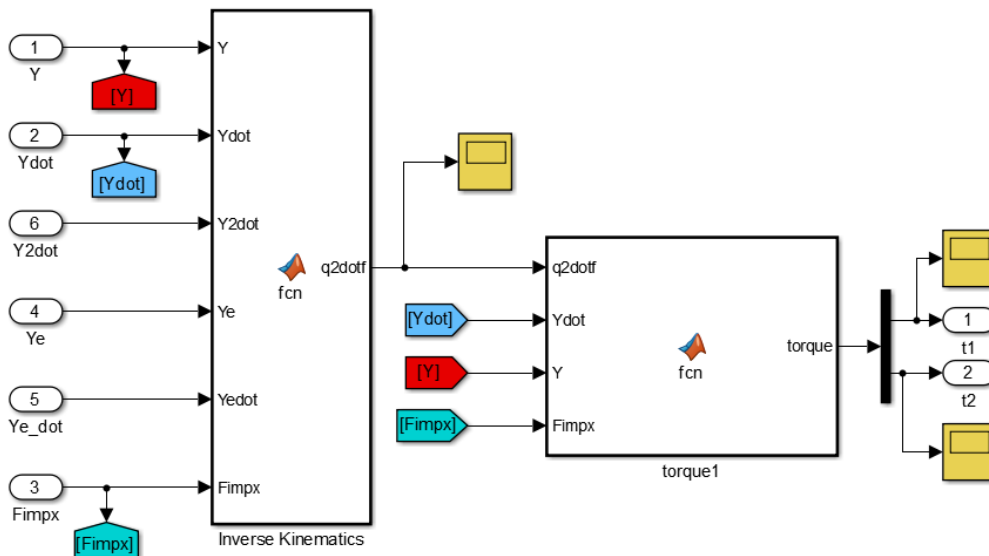 1
Y
[Y]
Y
2
Ydot
[Ydot]
Ydot
6
Y2dot
Y2dot
4
Ye
Ye
5
Ye_dot
Yedot
3
Fimpx
[Fimpx]
Fimpx
fcn
q2dotf
Inverse Kinematics
[Ydot]
[Y]
[Fimpx]
q2dotf
Ydot
Y
Fimpx
fcn
torque
torque1
1
t1
2
t2